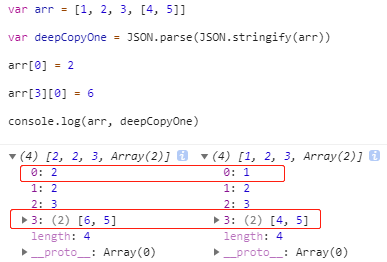 var arr = [1, 2, 3, [4, 5]]
var deepCopyOne = JSON.parse(JSON.stringify(arr))
arr[0] = 2
arr[3][0] = 6
console.log(arr, deepCopyOne)
▼(4) [2, 2, 3, Array(2)] i ▼(4) [1, 2, 3, Array(2)] i
0: 2 0: 1
1: 2 1: 2
2: 3 2: 3
▶3: (2) [6, 5] ▶3: (2) [4, 5]
length: 4 length: 4
▶__proto__: Array(0) ▶__proto__: Array(0)